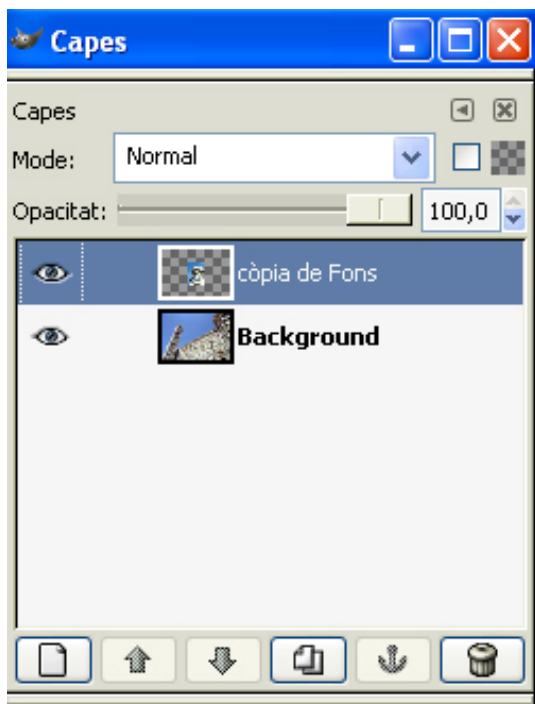 Capes
Capes
Mode: Normal
Opacitat: 100,0
còpia de Fons
Background